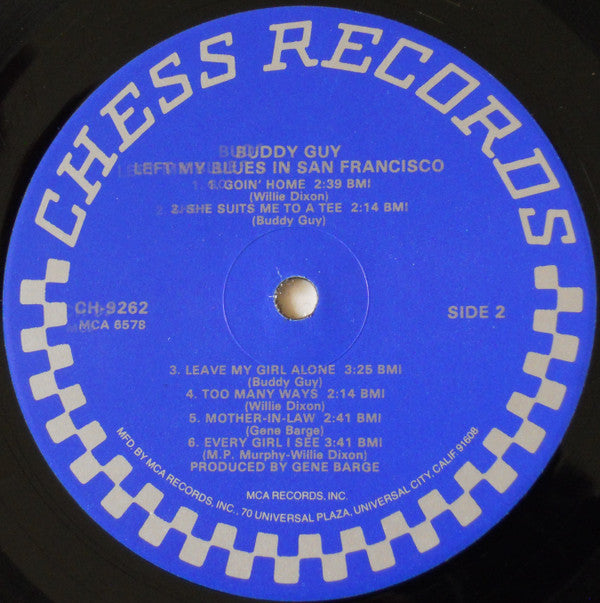 CHESS RECORDS
BUDDY GUY
LEFT MY BLUES IN SAN FRANCISCO
1. GOIN' HOME 2:39 BMI
(Willie Dixon)
2. SHE SUITS ME TO A TEE 2:14 BMI
(Buddy Guy)
CH-9262
MCA 6578
SIDE 2
3. LEAVE MY GIRL ALONE 3:25 BMI
(Buddy Guy)
4. TOO MANY WAYS 2:14 BMI
(Willie Dixon)
5. MOTHER-IN-LAW 2:41 BMI
(Gene Barge)
6. EVERY GIRL I SEE 3:41 BMI
(M.P. Murphy-Willie Dixon)
PRODUCED BY GENE BARGE
MCA RECORDS, INC.
MFD BY MCA RECORDS, INC., 70 UNIVERSAL PLAZA, UNIVERSAL CITY, CALIF 91608